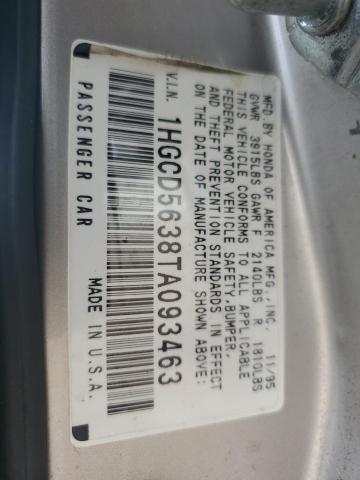 MFD BY HONDA OF AMERICA MFG.,INC. 11/95
GVWR 3915LBS GAWR F 2140LBS R 1810LBS
THIS VEHICLE CONFORMS TO ALL APPLICABLE
FEDERAL MOTOR VEHICLE SAFETY,BUMPER,
AND THEFT PREVENTION STANDARDS IN EFFECT
ON THE DATE OF MANUFACTURE SHOWN ABOVE:
V.I.N. 1HGCD5638TA093463
PASSENGER CAR MADE IN U.S.A.